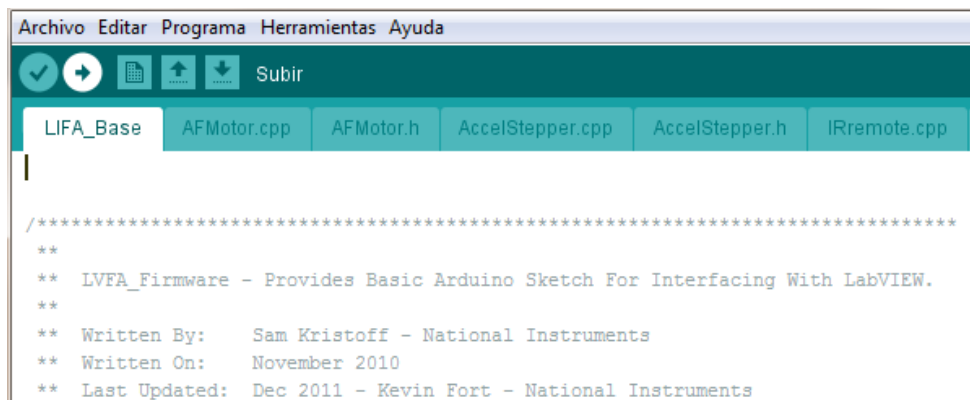 Archivo Editar Programa Herramientas Ayuda
Subir
LIFA_Base AFMotor.cpp AFMotor.h AccelStepper.cpp AccelStepper.h IRremote.cpp
/*********************************************************************************
**
** LVFA_Firmware - Provides Basic Arduino Sketch For Interfacing With LabVIEW.
**
** Written By: Sam Kristoff - National Instruments
** Written On: November 2010
** Last Updated: Dec 2011 - Kevin Fort - National Instruments